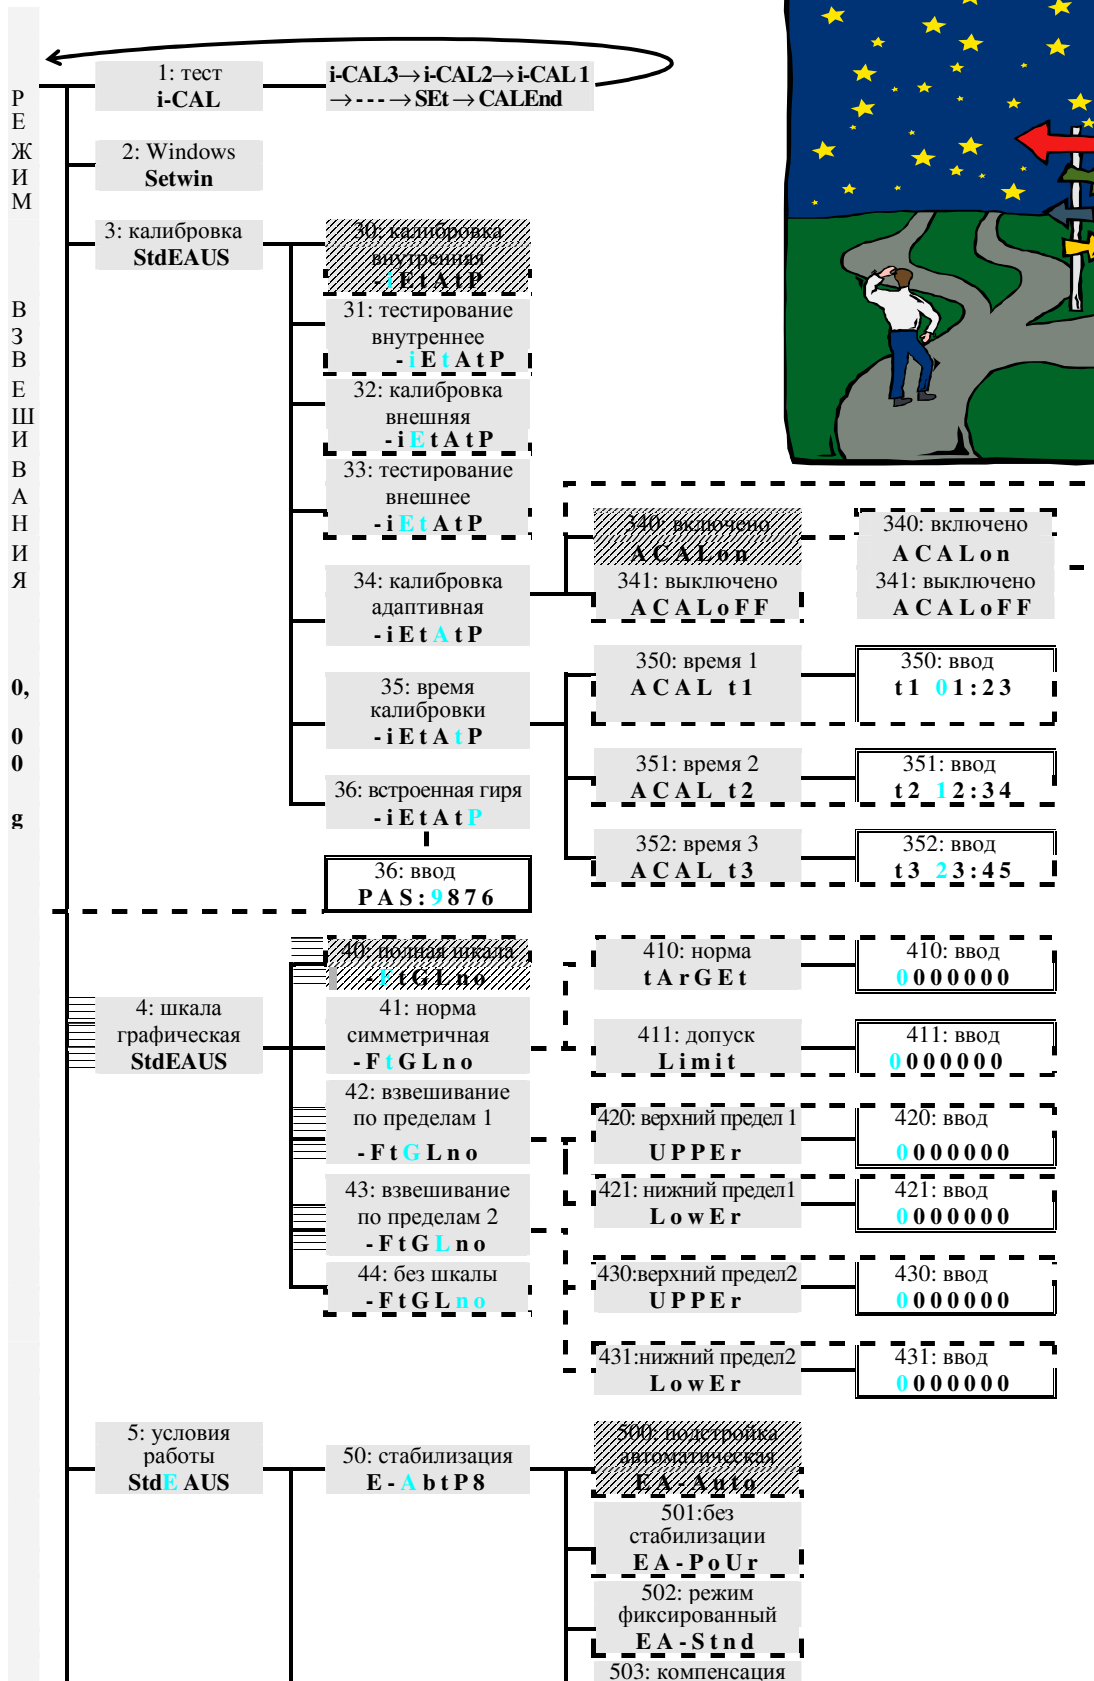 РЕЖИМ ВЗВЕШИВАНИЯ
0,00 g
1: тест
i-CAL
i-CAL3→i-CAL2→i-CAL1
→---→SEt→CALEnd
2: Windows
Setwin
3: калибровка
StdEAUS
30: калибровка
внутренняя
-iEtAtP
31: тестирование
внутреннее
-iEtAtP
32: калибровка
внешняя
-iEtAtP
33: тестирование
внешнее
-iEtAtP
34: калибровка
адаптивная
-iEtAtP
340: включено
ACALon
341: выключено
ACALoFF
340: включено
ACALon
341: выключено
ACALoFF
35: время
калибровки
-iEtAtP
350: время 1
ACAL t1
350: ввод
t1 01:23
351: время 2
ACAL t2
351: ввод
t2 12:34
352: время 3
ACAL t3
352: ввод
t3 23:45
36: встроенная гиря
-iEtAtP
36: ввод
PAS:9876
4: шкала
графическая
StdEAUS
40: полная шкала
-FtGLno
41: норма
симметричная
-FtGLno
410: норма
tArGEt
410: ввод
0000000
411: допуск
Limit
411: ввод
0000000
42: взвешивание
по пределам 1
-FtGLno
420: верхний предел 1
UPPEr
420: ввод
0000000
421: нижний предел1
LowEr
421: ввод
0000000
43: взвешивание
по пределам 2
-FtGLno
430:верхний предел2
UPPEr
430: ввод
0000000
431:нижний предел2
LowEr
431: ввод
0000000
44: без шкалы
-FtGLno
5: условия
работы
StdEAUS
50: стабилизация
E-AbtP8
500: подстройка
автоматическая
EA-Auto
501:без
стабилизации
EA-PoUr
502: режим
фиксированный
EA-Stnd
503: компенсация